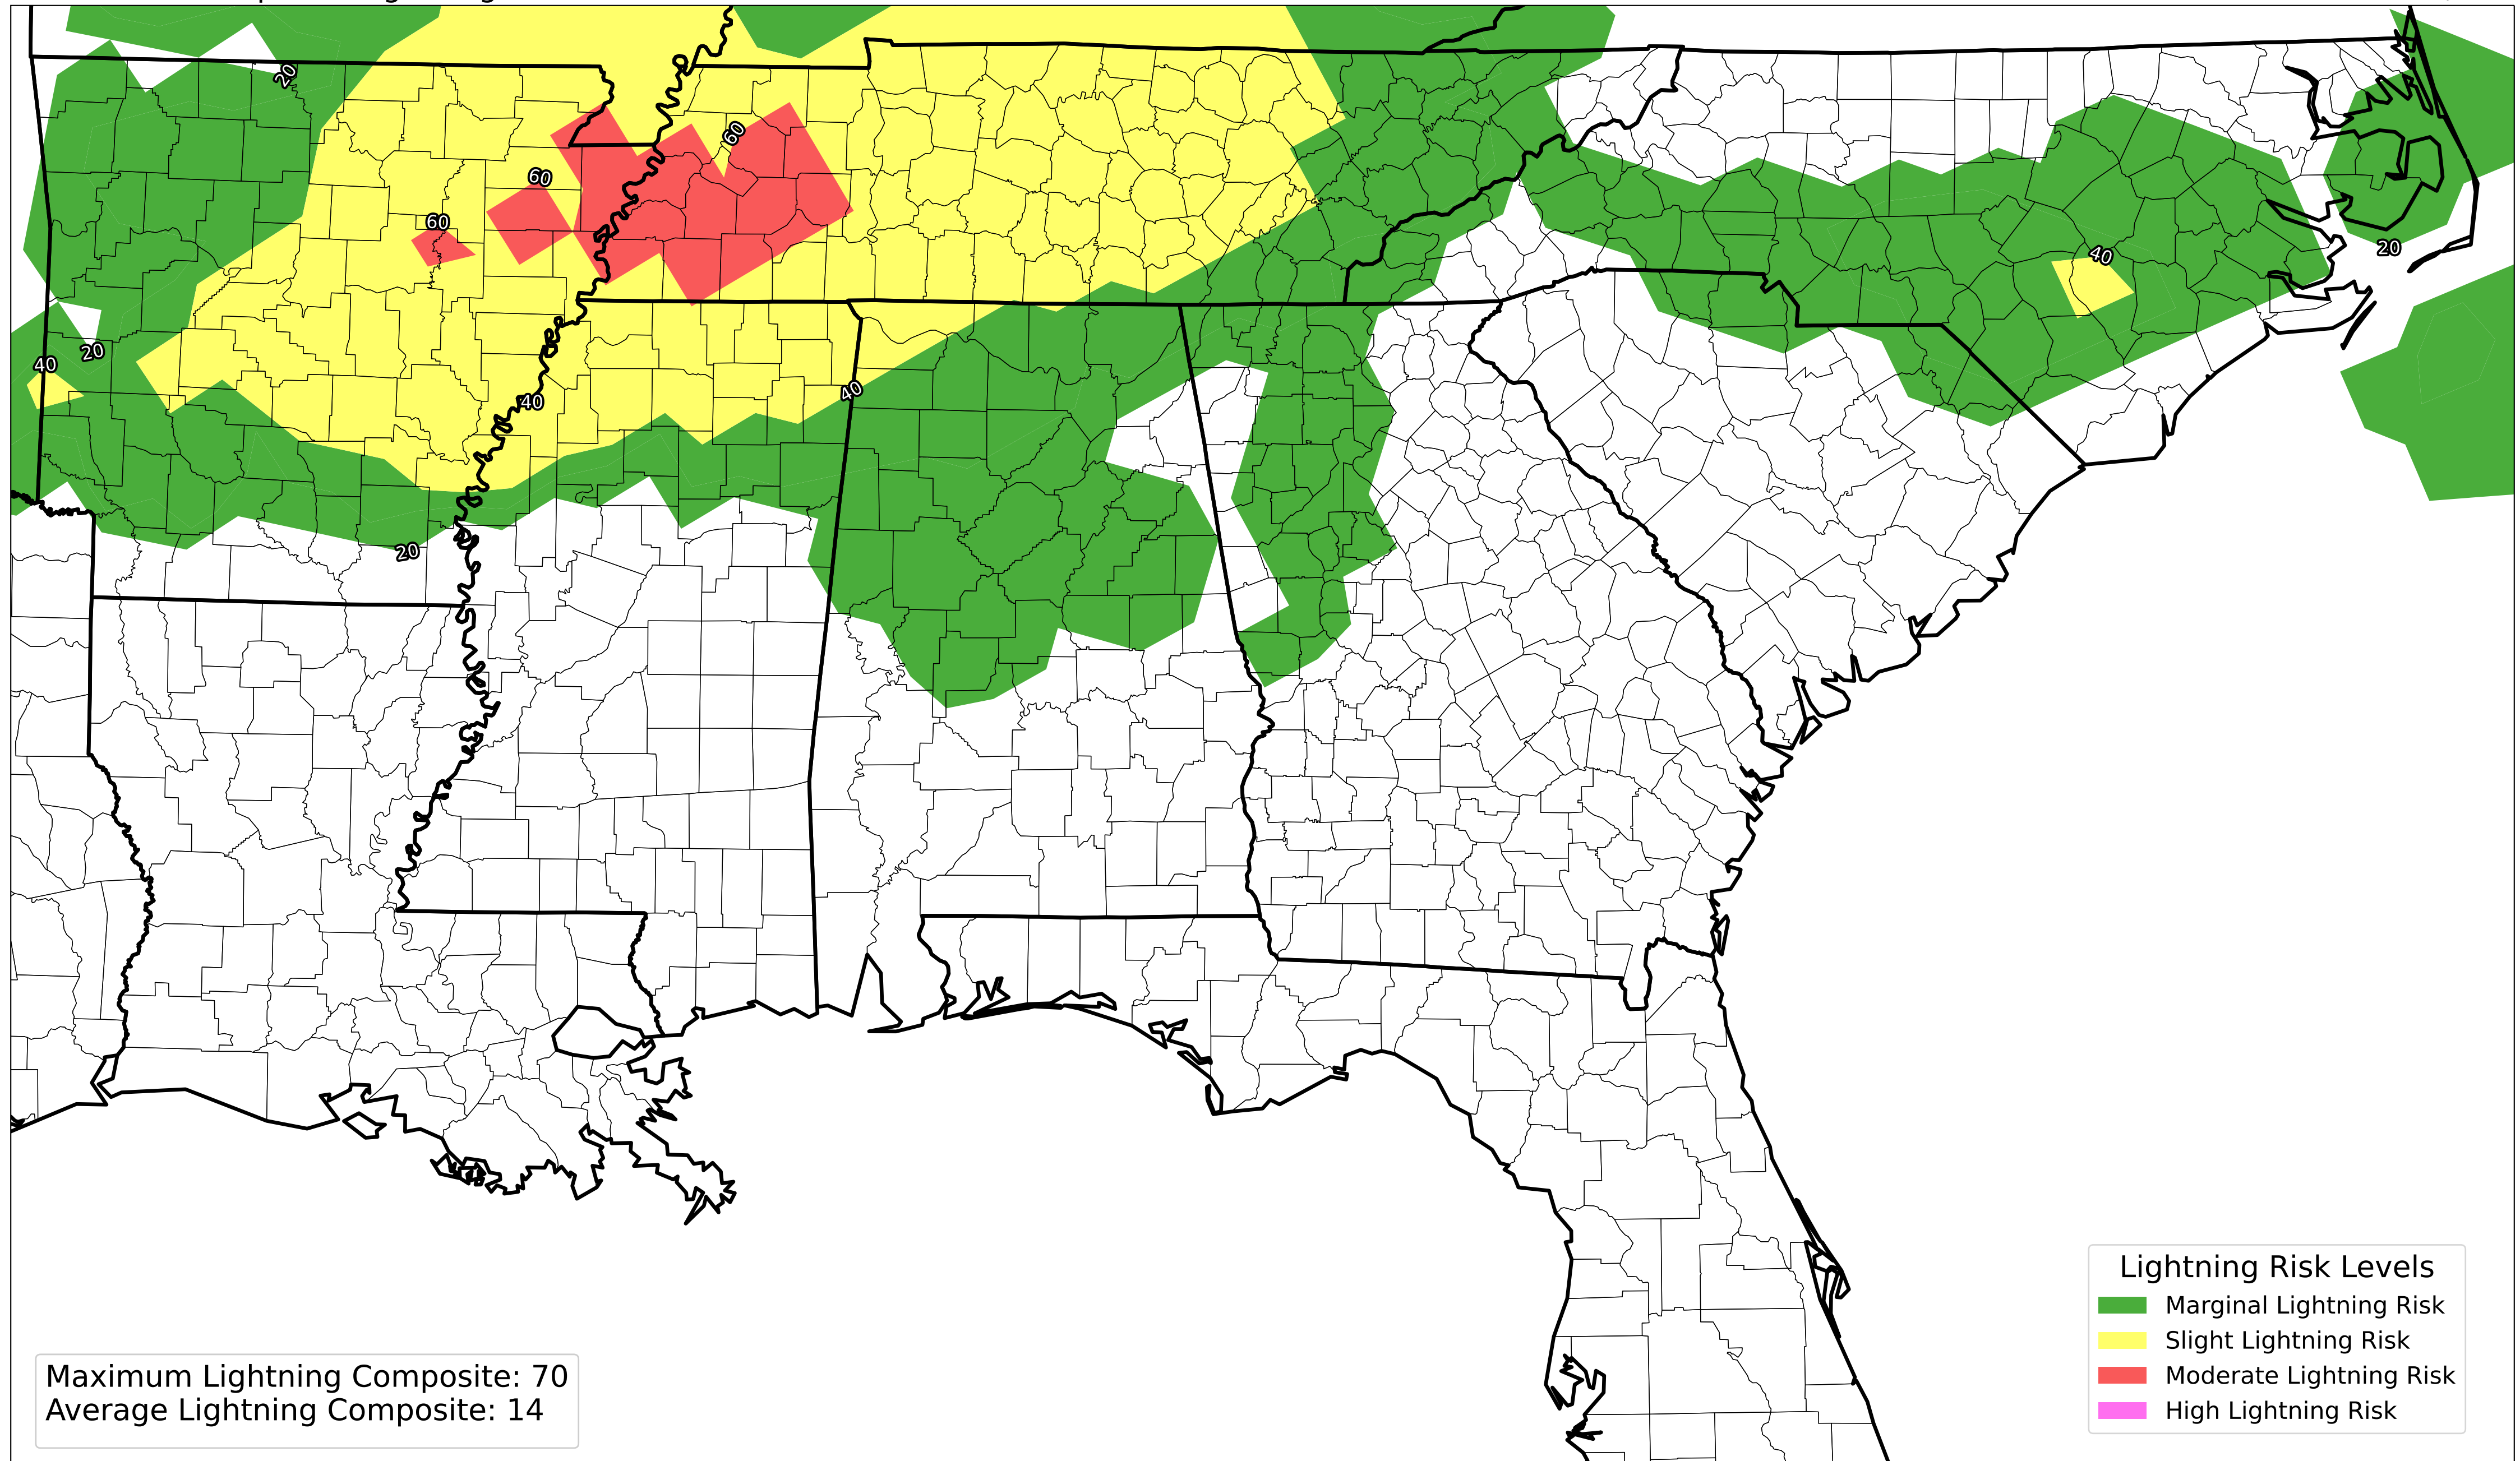 20
60
60
60
40
20
20
40
40
40
40
20
Lightning Risk Levels
Marginal Lightning Risk
Slight Lightning Risk
Moderate Lightning Risk
High Lightning Risk
Maximum Lightning Composite: 70
Average Lightning Composite: 14